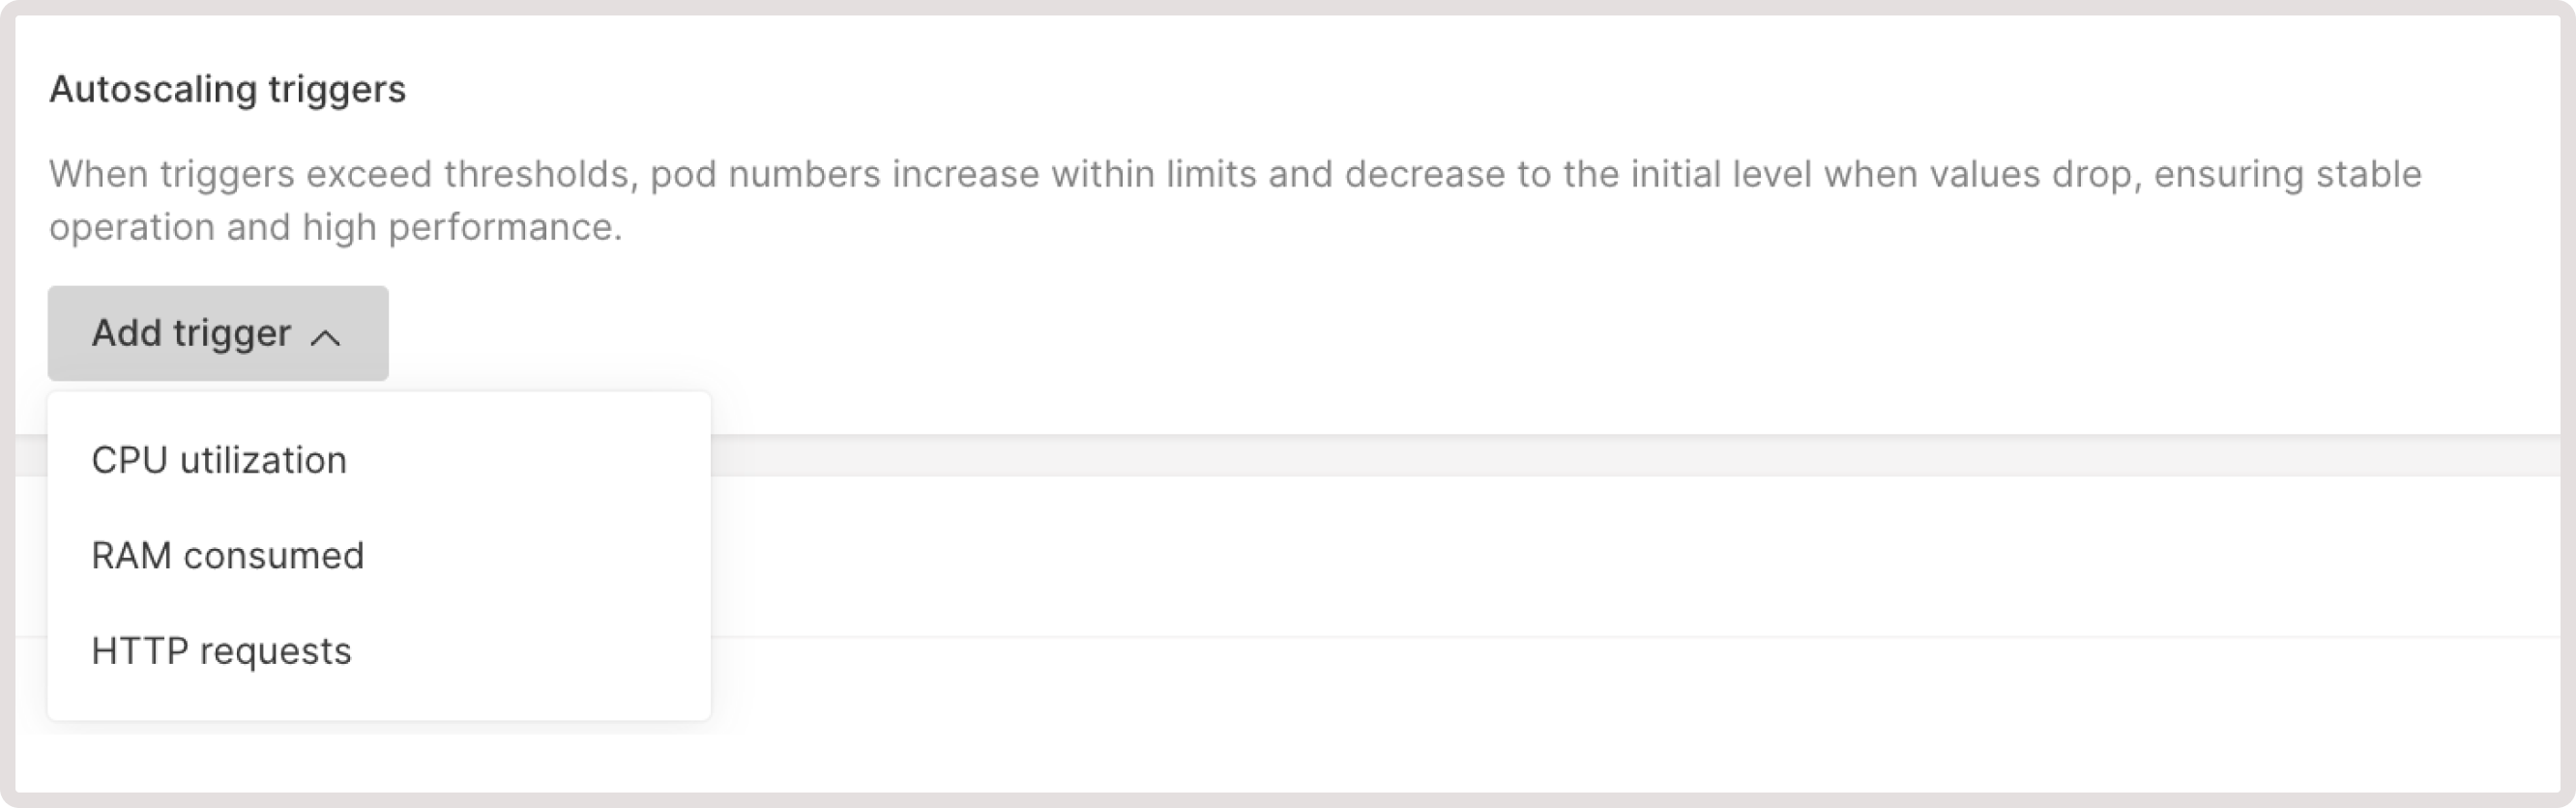 Autoscaling triggers
When triggers exceed thresholds, pod numbers increase within limits and decrease to the initial level when values drop, ensuring stable
operation and high performance.
Add trigger
CPU utilization
RAM consumed
HTTP requests